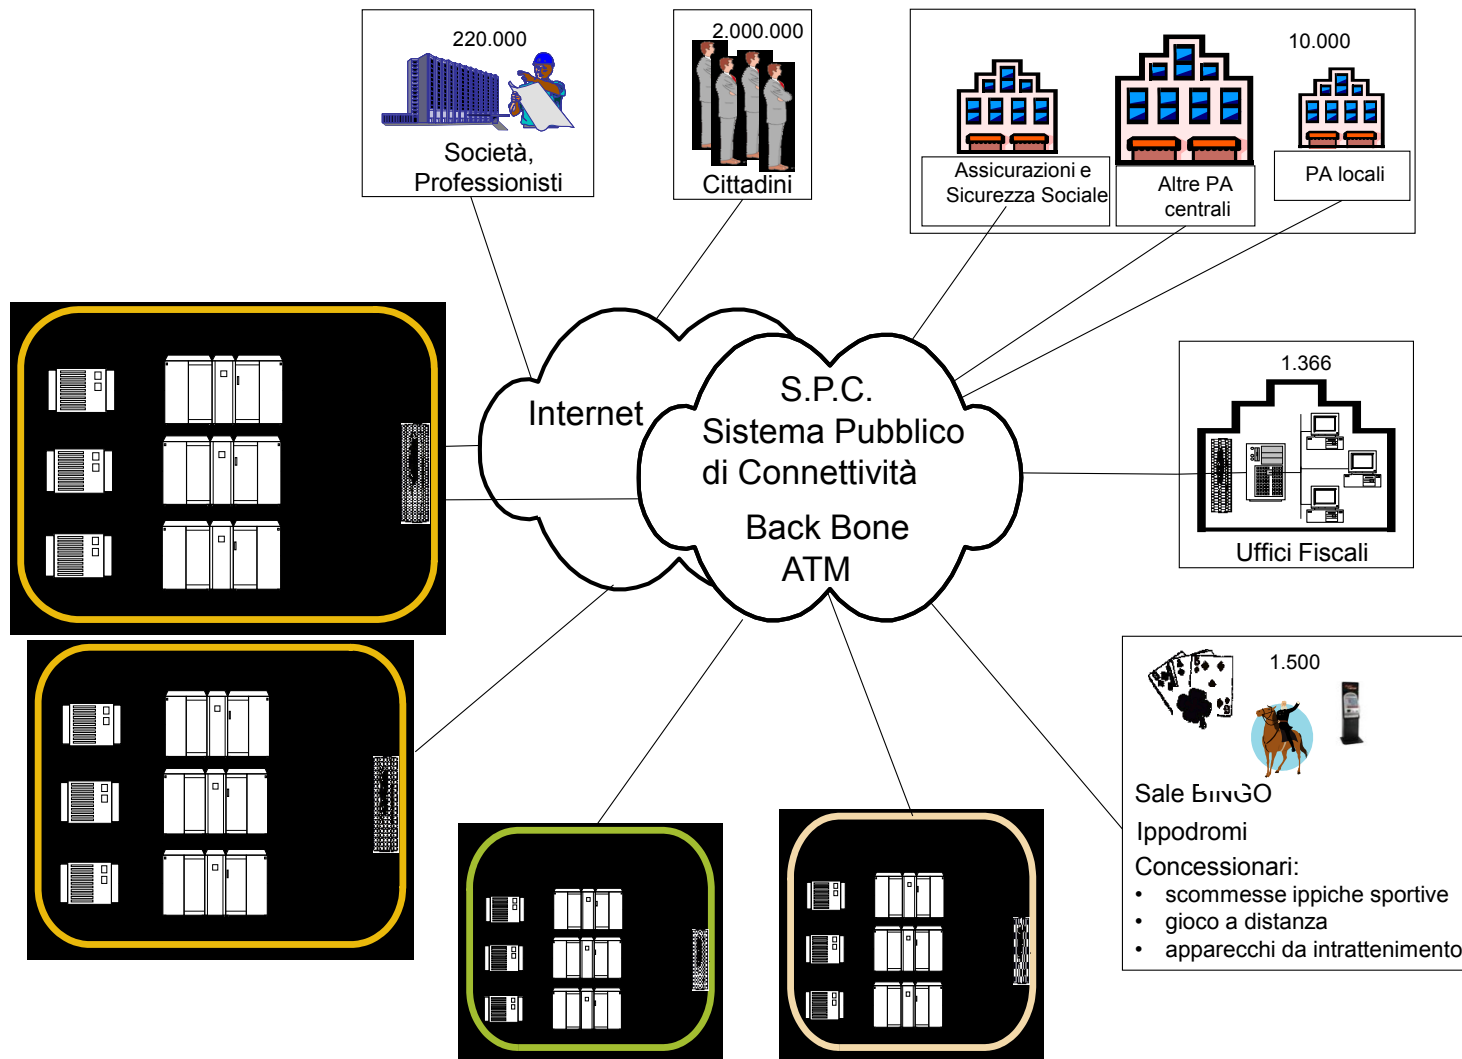 220.000
Società,
Professionisti
2.000.000
Cittadini
10.000
Assicurazioni e
Sicurezza Sociale
Altre PA
centrali
PA locali
Internet
S.P.C.
Sistema Pubblico
di Connettività
Back Bone
ATM
1.366
Uffici Fiscali
1.500
Sale BINGO
Ippodromi
Concessionari:
• scommesse ippiche sportive
• gioco a distanza
• apparecchi da intrattenimento